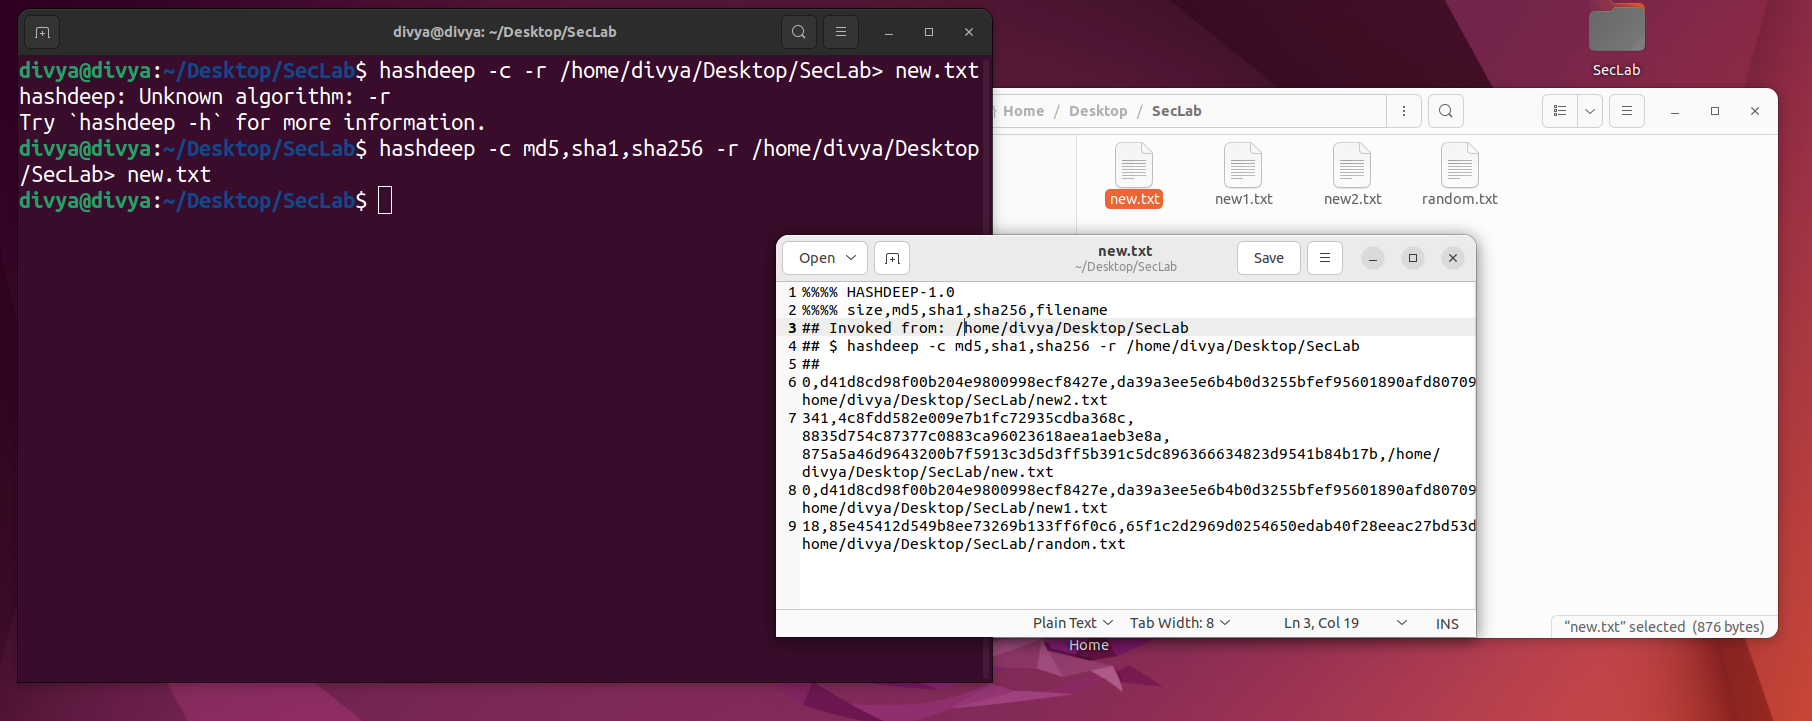 divya@divya: ~/Desktop/SecLab
divya@divya:~/Desktop/SecLab$ hashdeep -c -r /home/divya/Desktop/SecLab> new.txt
hashdeep: Unknown algorithm: -r
Try `hashdeep -h` for more information.
divya@divya:~/Desktop/SecLab$ hashdeep -c md5,sha1,sha256 -r /home/divya/Desktop
/SecLab> new.txt
divya@divya:~/Desktop/SecLab$
SecLab
Home / Desktop / SecLab
new.txt
new1.txt
new2.txt
random.txt
Open
new.txt
~/Desktop/SecLab
Save
1 %%%% HASHDEEP-1.0
2 %%%% size,md5,sha1,sha256,filename
3 ## Invoked from: /home/divya/Desktop/SecLab
4 ## $ hashdeep -c md5,sha1,sha256 -r /home/divya/Desktop/SecLab
5 ##
6 0,d41d8cd98f00b204e9800998ecf8427e,da39a3ee5e6b4b0d3255bfef95601890afd80709
home/divya/Desktop/SecLab/new2.txt
7 341,4c8fdd582e009e7b1fc72935cdba368c,
8835d754c87377c0883ca96023618aea1aeb3e8a,
875a5a46d9643200b7f5913c3d5d3ff5b391c5dc896366634823d9541b84b17b,/home/
divya/Desktop/SecLab/new.txt
8 0,d41d8cd98f00b204e9800998ecf8427e,da39a3ee5e6b4b0d3255bfef95601890afd80709
home/divya/Desktop/SecLab/new1.txt
9 18,85e45412d549b8ee73269b133ff6f0c6,65f1c2d2969d0254650edab40f28eeac27bd53d
home/divya/Desktop/SecLab/random.txt
Plain Text Tab Width: 8 Ln 3, Col 19 INS
“new.txt” selected (876 bytes)
Home